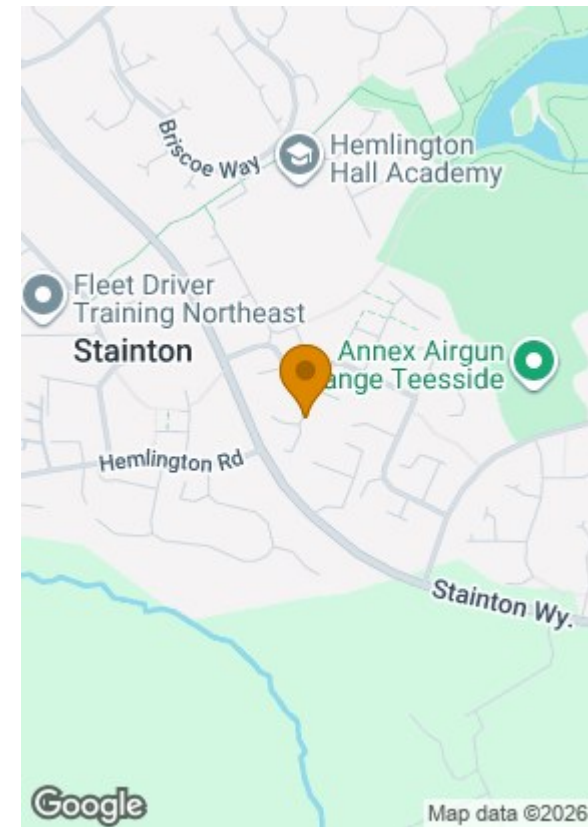 Briscoe Way
Hemlington
Hall Academy
Fleet Driver
Training Northeast
Stainton
Annex Airgun
ange Teesside
Hemlington Rd
Stainton Wy.
Google
Map data ©2026